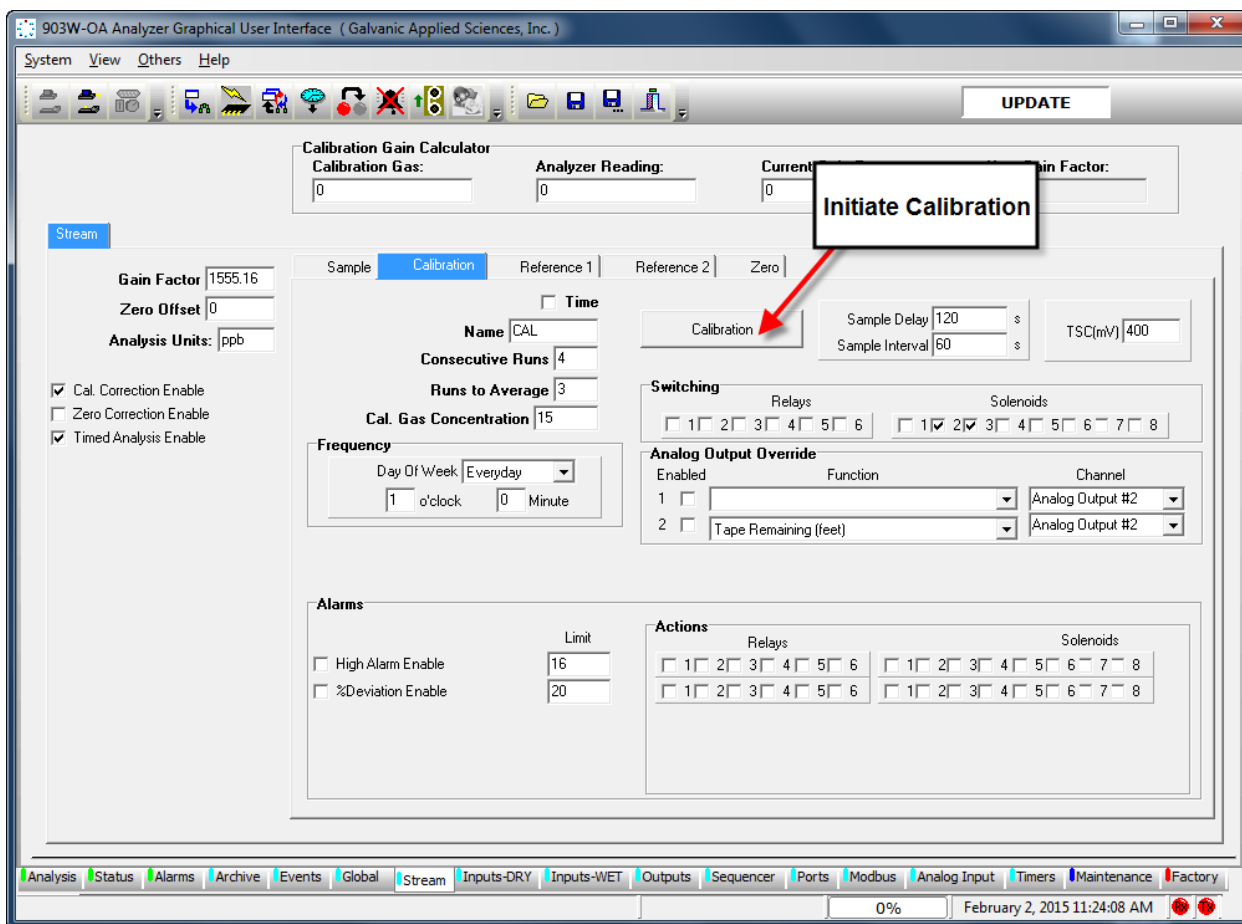 903W-OA Analyzer Graphical User Interface ( Galvanic Applied Sciences, Inc. )
System View Others Help
UPDATE
Calibration Gain Calculator
Calibration Gas: Analyzer Reading: Current Factor:
0 0 0
Initiate Calibration
Stream
Gain Factor 1555.16
Zero Offset 0
Analysis Units: ppb
Cal. Correction Enable
Zero Correction Enable
Timed Analysis Enable
Sample Calibration Reference 1 Reference 2 Zero
Time
Name CAL
Consecutive Runs 4
Runs to Average 3
Cal. Gas Concentration 15
Calibration
Sample Delay 120 s
Sample Interval 60 s
TSC(mV) 400
Frequency
Day Of Week Everyday
1 o'clock 0 Minute
Switching
Relays Solenoids
1 2 3 4 5 6 1 2 3 4 5 6 7 8
Analog Output Override
Enabled Function Channel
1 Analog Output #2
2 Tape Remaining (feet) Analog Output #2
Alarms
Limit
High Alarm Enable 16
%Deviation Enable 20
Actions
Relays Solenoids
1 2 3 4 5 6 1 2 3 4 5 6 7 8
1 2 3 4 5 6 1 2 3 4 5 6 7 8
Analysis Status Alarms Archive Events Global Stream Inputs-DRY Inputs-WET Outputs Sequencer Ports Modbus Analog Input Timers Maintenance Factory
0% February 2, 2015 11:24:08 AM Rx Tx